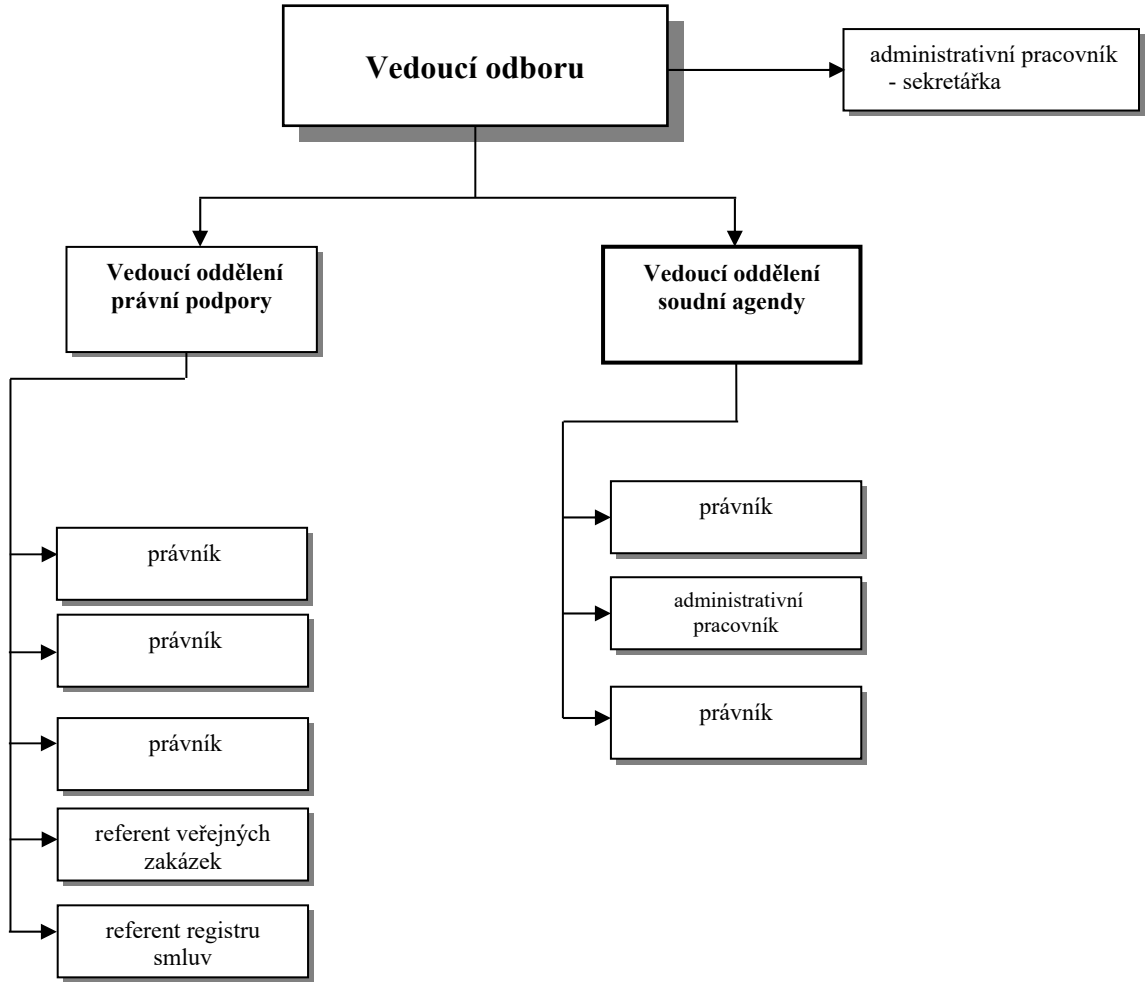 Vedoucí odboru
administrativní pracovník
- sekretářka
Vedoucí oddělení
právní podpory
právník
právník
právník
referent veřejných
zakázek
referent registru
smluv
Vedoucí oddělení
soudní agendy
právník
administrativní
pracovník
právník